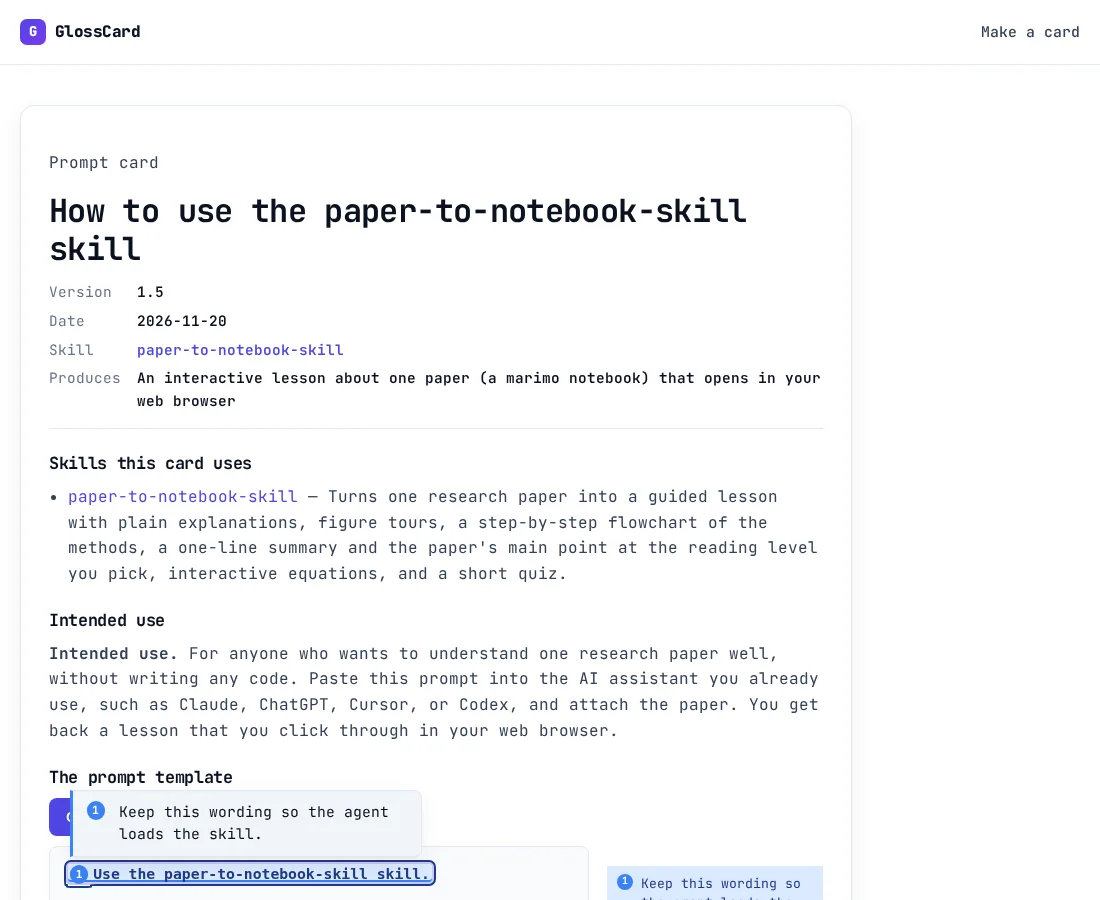 G GlossCard
Make a card
Prompt card
How to use the paper-to-notebook-skill
skill
Version 1.5
Date 2026-11-20
Skill paper-to-notebook-skill
Produces An interactive lesson about one paper (a marimo notebook) that opens in your
web browser
Skills this card uses
• paper-to-notebook-skill — Turns one research paper into a guided lesson
with plain explanations, figure tours, a step-by-step flowchart of the
methods, a one-line summary and the paper's main point at the reading level
you pick, interactive equations, and a short quiz.
Intended use
Intended use. For anyone who wants to understand one research paper well,
without writing any code. Paste this prompt into the AI assistant you already
use, such as Claude, ChatGPT, Cursor, or Codex, and attach the paper. You get
back a lesson that you click through in your web browser.
The prompt template
1 Keep this wording so the agent
loads the skill.
1 Use the paper-to-notebook-skill skill.
1 Keep this wording so